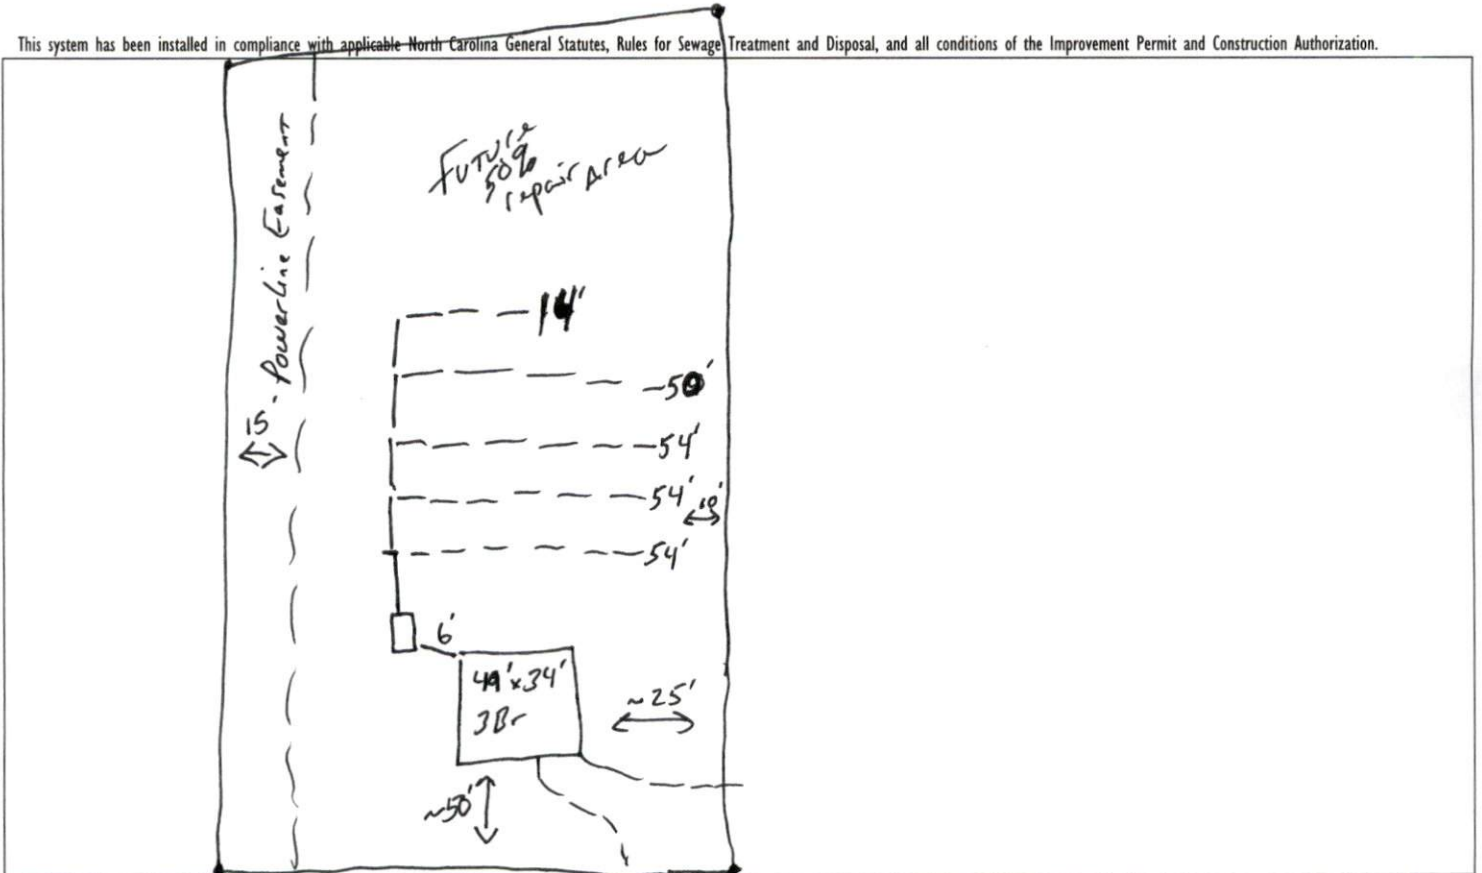 This system has been installed in compliance with applicable North Carolina General Statutes, Rules for Sewage Treatment and Disposal, and all conditions of the Improvement Permit and Construction Authorization.
Future
50%
repair Area
15' Powerline Easement
14'
50'
54'
54'
10'
54'
6'
49'x34'
3Br
~25'
~50'